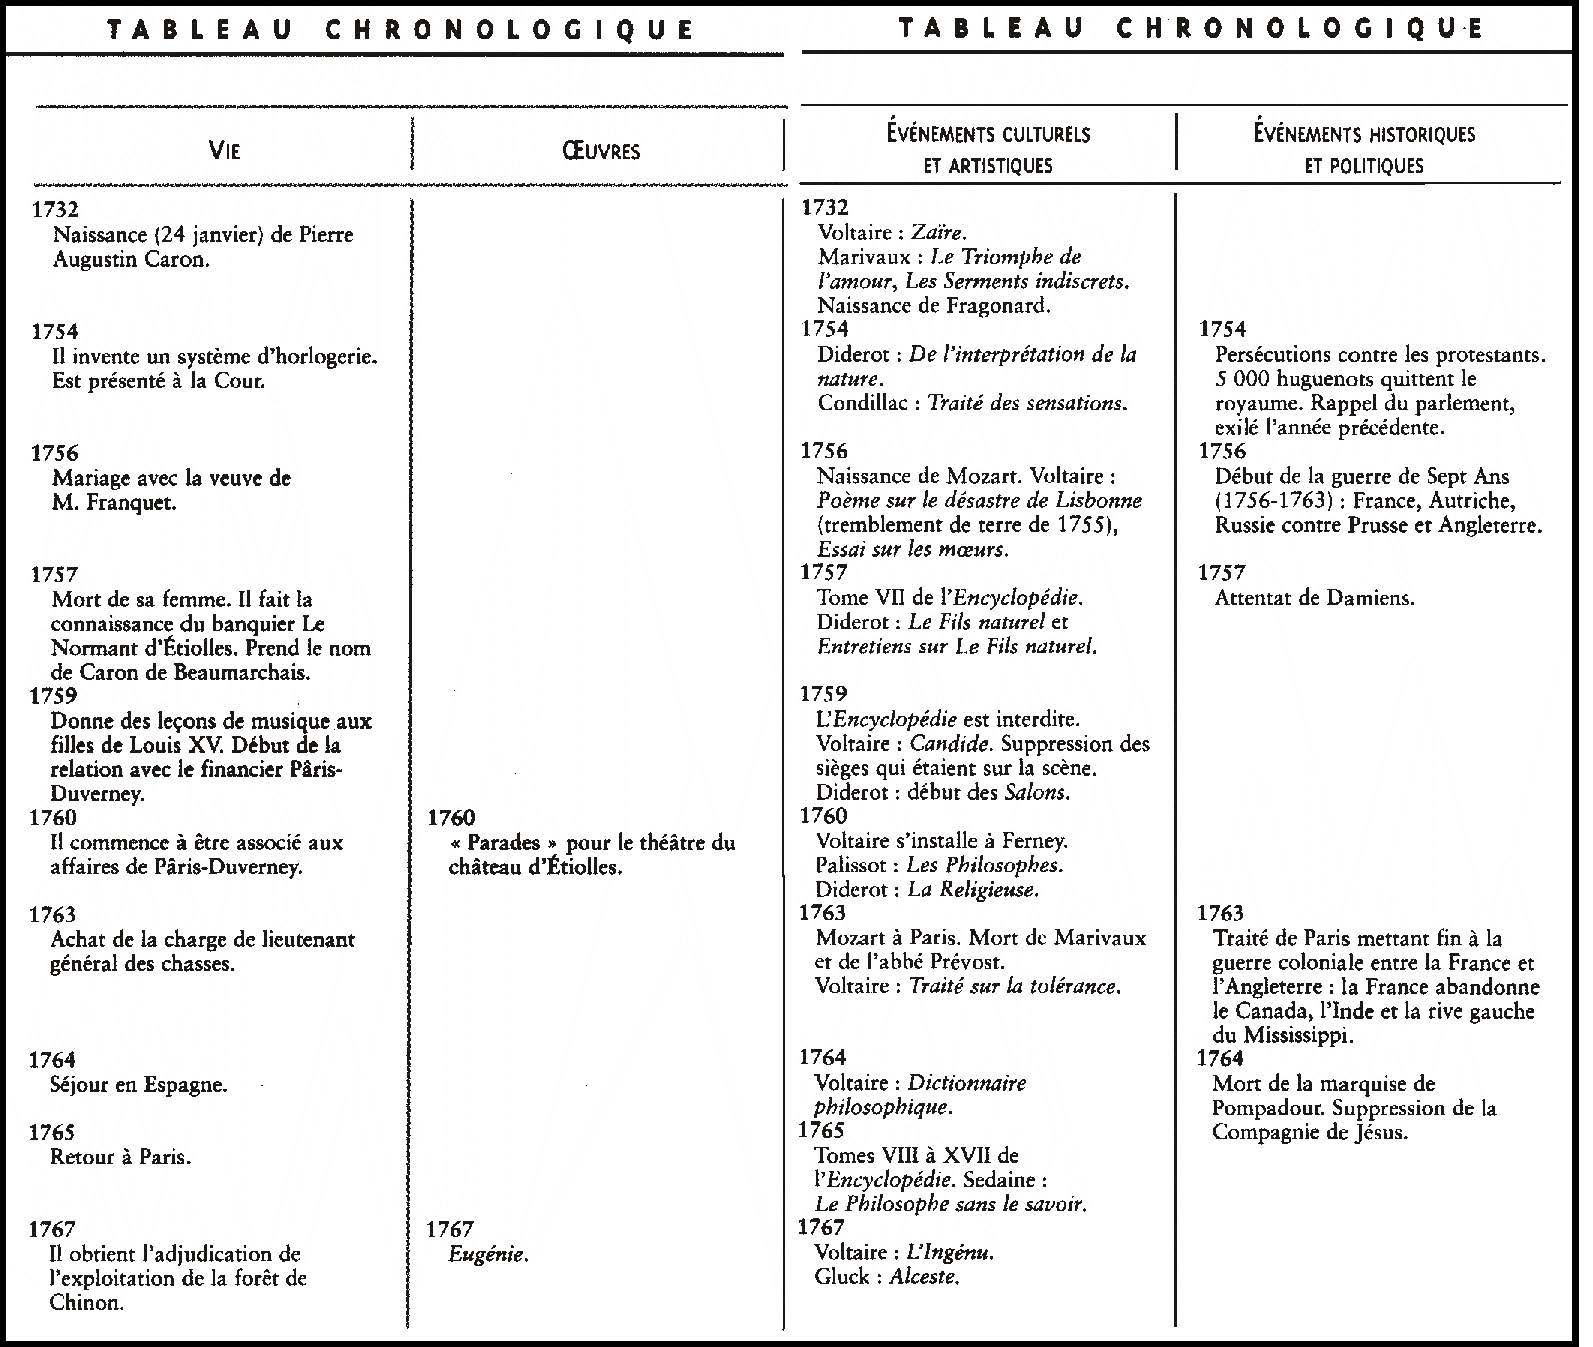 TABLEAU CHRONOLOGIQUE
VIE
ŒUVRES
1732
Naissance (24 janvier) de Pierre
Augustin Caron.
1754
Il invente un système d'horlogerie.
Est présenté à la Cour.
1756
Mariage avec la veuve de
M. Franquet.
1757
Mort de sa femme. Il fait la
connaissance du banquier Le
Normant d'Étiolles. Prend le nom
de Caron de Beaumarchais.
1759
Donne des leçons de musique aux
filles de Louis XV. Début de la
relation avec le financier Pâris-
Duverney.
1760
Il commence à être associé aux
affaires de Pâris-Duverney.
1760
« Parades » pour le théâtre du
château d'Étiolles.
1763
Achat de la charge de lieutenant
général des chasses.
1764
Séjour en Espagne.
1765
Retour à Paris.
1767
Il obtient l'adjudication de
l'exploitation de la forêt de
Chinon.
1767
Eugénie.
TABLEAU CHRONOLOGIQUE
ÉVÉNEMENTS CULTURELS
ET ARTISTIQUES
ÉVÉNEMENTS HISTORIQUES
ET POLITIQUES
1732
Voltaire : Zaïre.
Marivaux : Le Triomphe de
l'amour, Les Serments indiscrets.
Naissance de Fragonard.
1754
Diderot : De l'interprétation de la
nature.
Condillac : Traité des sensations.
1754
Persécutions contre les protestants.
5 000 huguenots quittent le
royaume. Rappel du parlement,
exilé l'année précédente.
1756
Naissance de Mozart. Voltaire :
Poème sur le désastre de Lisbonne
(tremblement de terre de 1755),
Essai sur les mœurs.
1756
Début de la guerre de Sept Ans
(1756-1763) : France, Autriche,
Russie contre Prusse et Angleterre.
1757
Tome VII de l'Encyclopédie.
Diderot : Le Fils naturel et
Entretiens sur Le Fils naturel.
1757
Attentat de Damiens.
1759
L'Encyclopédie est interdite.
Voltaire : Candide. Suppression des
sièges qui étaient sur la scène.
Diderot : début des Salons.
1760
Voltaire s'installe à Ferney.
Palissot : Les Philosophes.
Diderot : La Religieuse.
1763
Mozart à Paris. Mort de Marivaux
et de l'abbé Prévost.
Voltaire : Traité sur la tolérance.
1763
Traité de Paris mettant fin à la
guerre coloniale entre la France et
l'Angleterre : la France abandonne
le Canada, l'Inde et la rive gauche
du Mississippi.
1764
Voltaire : Dictionnaire
philosophique.
1764
Mort de la marquise de
Pompadour. Suppression de la
Compagnie de Jésus.
1765
Tomes VIII à XVII de
l'Encyclopédie. Sedaine :
Le Philosophe sans le savoir.
1767
Voltaire : L'Ingénu.
Gluck : Alceste.